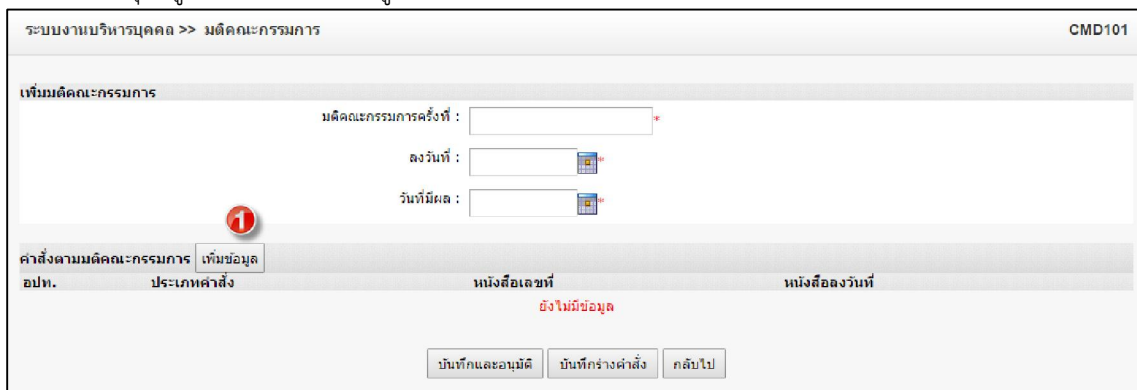 ระบบงานบริหารบุคคล >> มติคณะกรรมการ CMD101
เพิ่มมติคณะกรรมการ
มติคณะกรรมการครั้งที่ : *
ลงวันที่ : *
วันที่มีผล : *
1
คำสั่งตามมติคณะกรรมการ เพิ่มข้อมูล
อปท. ประเภทคำสั่ง หนังสือเลขที่ หนังสือลงวันที่
ยังไม่มีข้อมูล
บันทึกและอนุมัติ บันทึกร่างคำสั่ง กลับไป